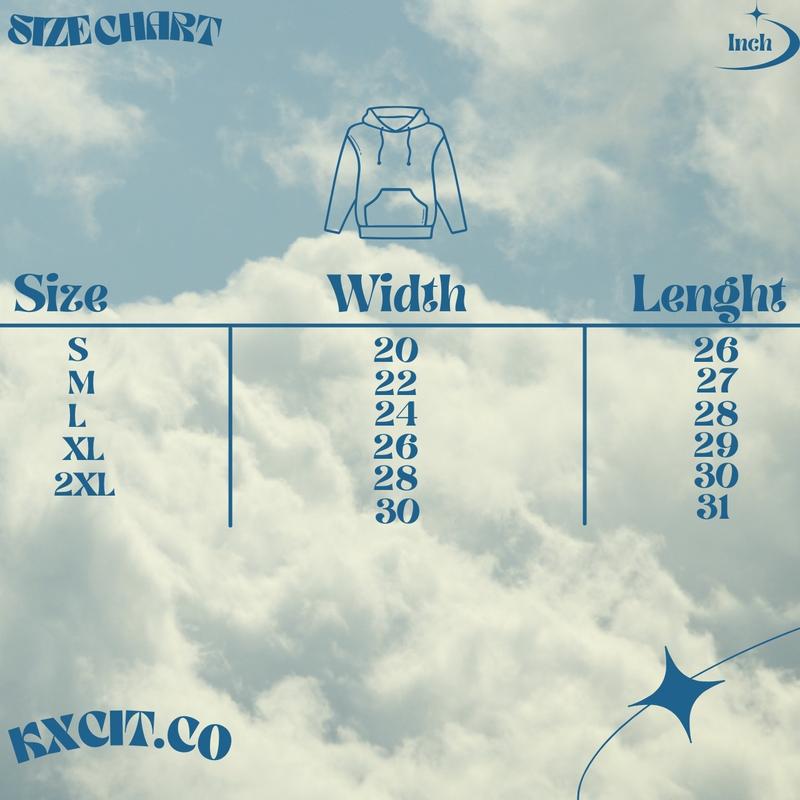 SIZE CHART
Inch
Size Width Lenght
S 20 26
M 22 27
L 24 28
XL 26 29
2XL 28 30
30 31
KXCIT.CO